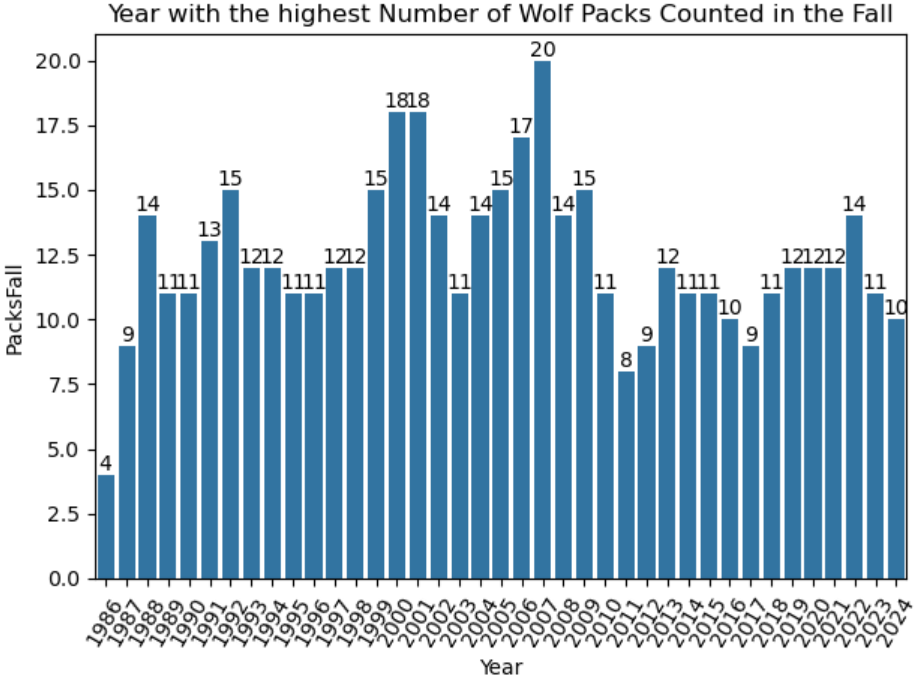 Year with the highest Number of Wolf Packs Counted in the Fall
PacksFall
20.0
17.5
15.0
12.5
10.0
7.5
5.0
2.5
0.0
4 9 14 11 11 13 15 12 12 11 11 12 12 15 18 18 14 11 14 15 17 20 14 15 11 8 9 12 11 11 10 9 11 12 12 12 14 11 10
1986 1987 1988 1989 1990 1991 1992 1993 1994 1995 1996 1997 1998 1999 2000 2001 2002 2003 2004 2005 2006 2007 2008 2009 2010 2011 2012 2013 2014 2015 2016 2017 2018 2019 2020 2021 2022 2023 2024
Year